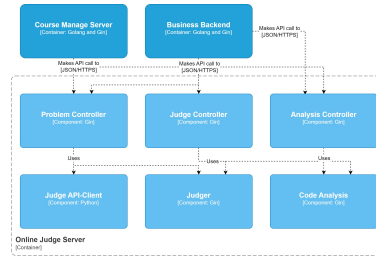 Course Manage Server
[Container: Golang and Gin]
Business Backend
[Container: Golang and Gin]
Makes API call to
[JSON/HTTPS]
Makes API call to
[JSON/HTTPS]
Makes API call to
[JSON/HTTPS]
Problem Controller
[Component: Gin]
Judge Controller
[Component: Gin]
Analysis Controller
[Component: Gin]
Uses
Uses
Uses
Judge API-Client
[Component: Python]
Judger
[Component: Gin]
Code Analysis
[Component: Gin]
Online Judge Server
[Container]